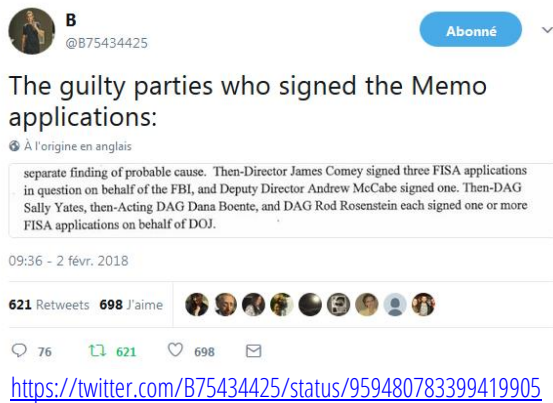 B
@B75434425
Abonné
The guilty parties who signed the Memo
applications:
À l'origine en anglais
separate finding of probable cause. Then-Director James Comey signed three FISA applications
in question on behalf of the FBI, and Deputy Director Andrew McCabe signed one. Then-DAG
Sally Yates, then-Acting DAG Dana Boente, and DAG Rod Rosenstein each signed one or more
FISA applications on behalf of DOJ.
09:36 - 2 févr. 2018
621 Retweets 698 J'aime
76 621 698
https://twitter.com/B75434425/status/959480783399419905